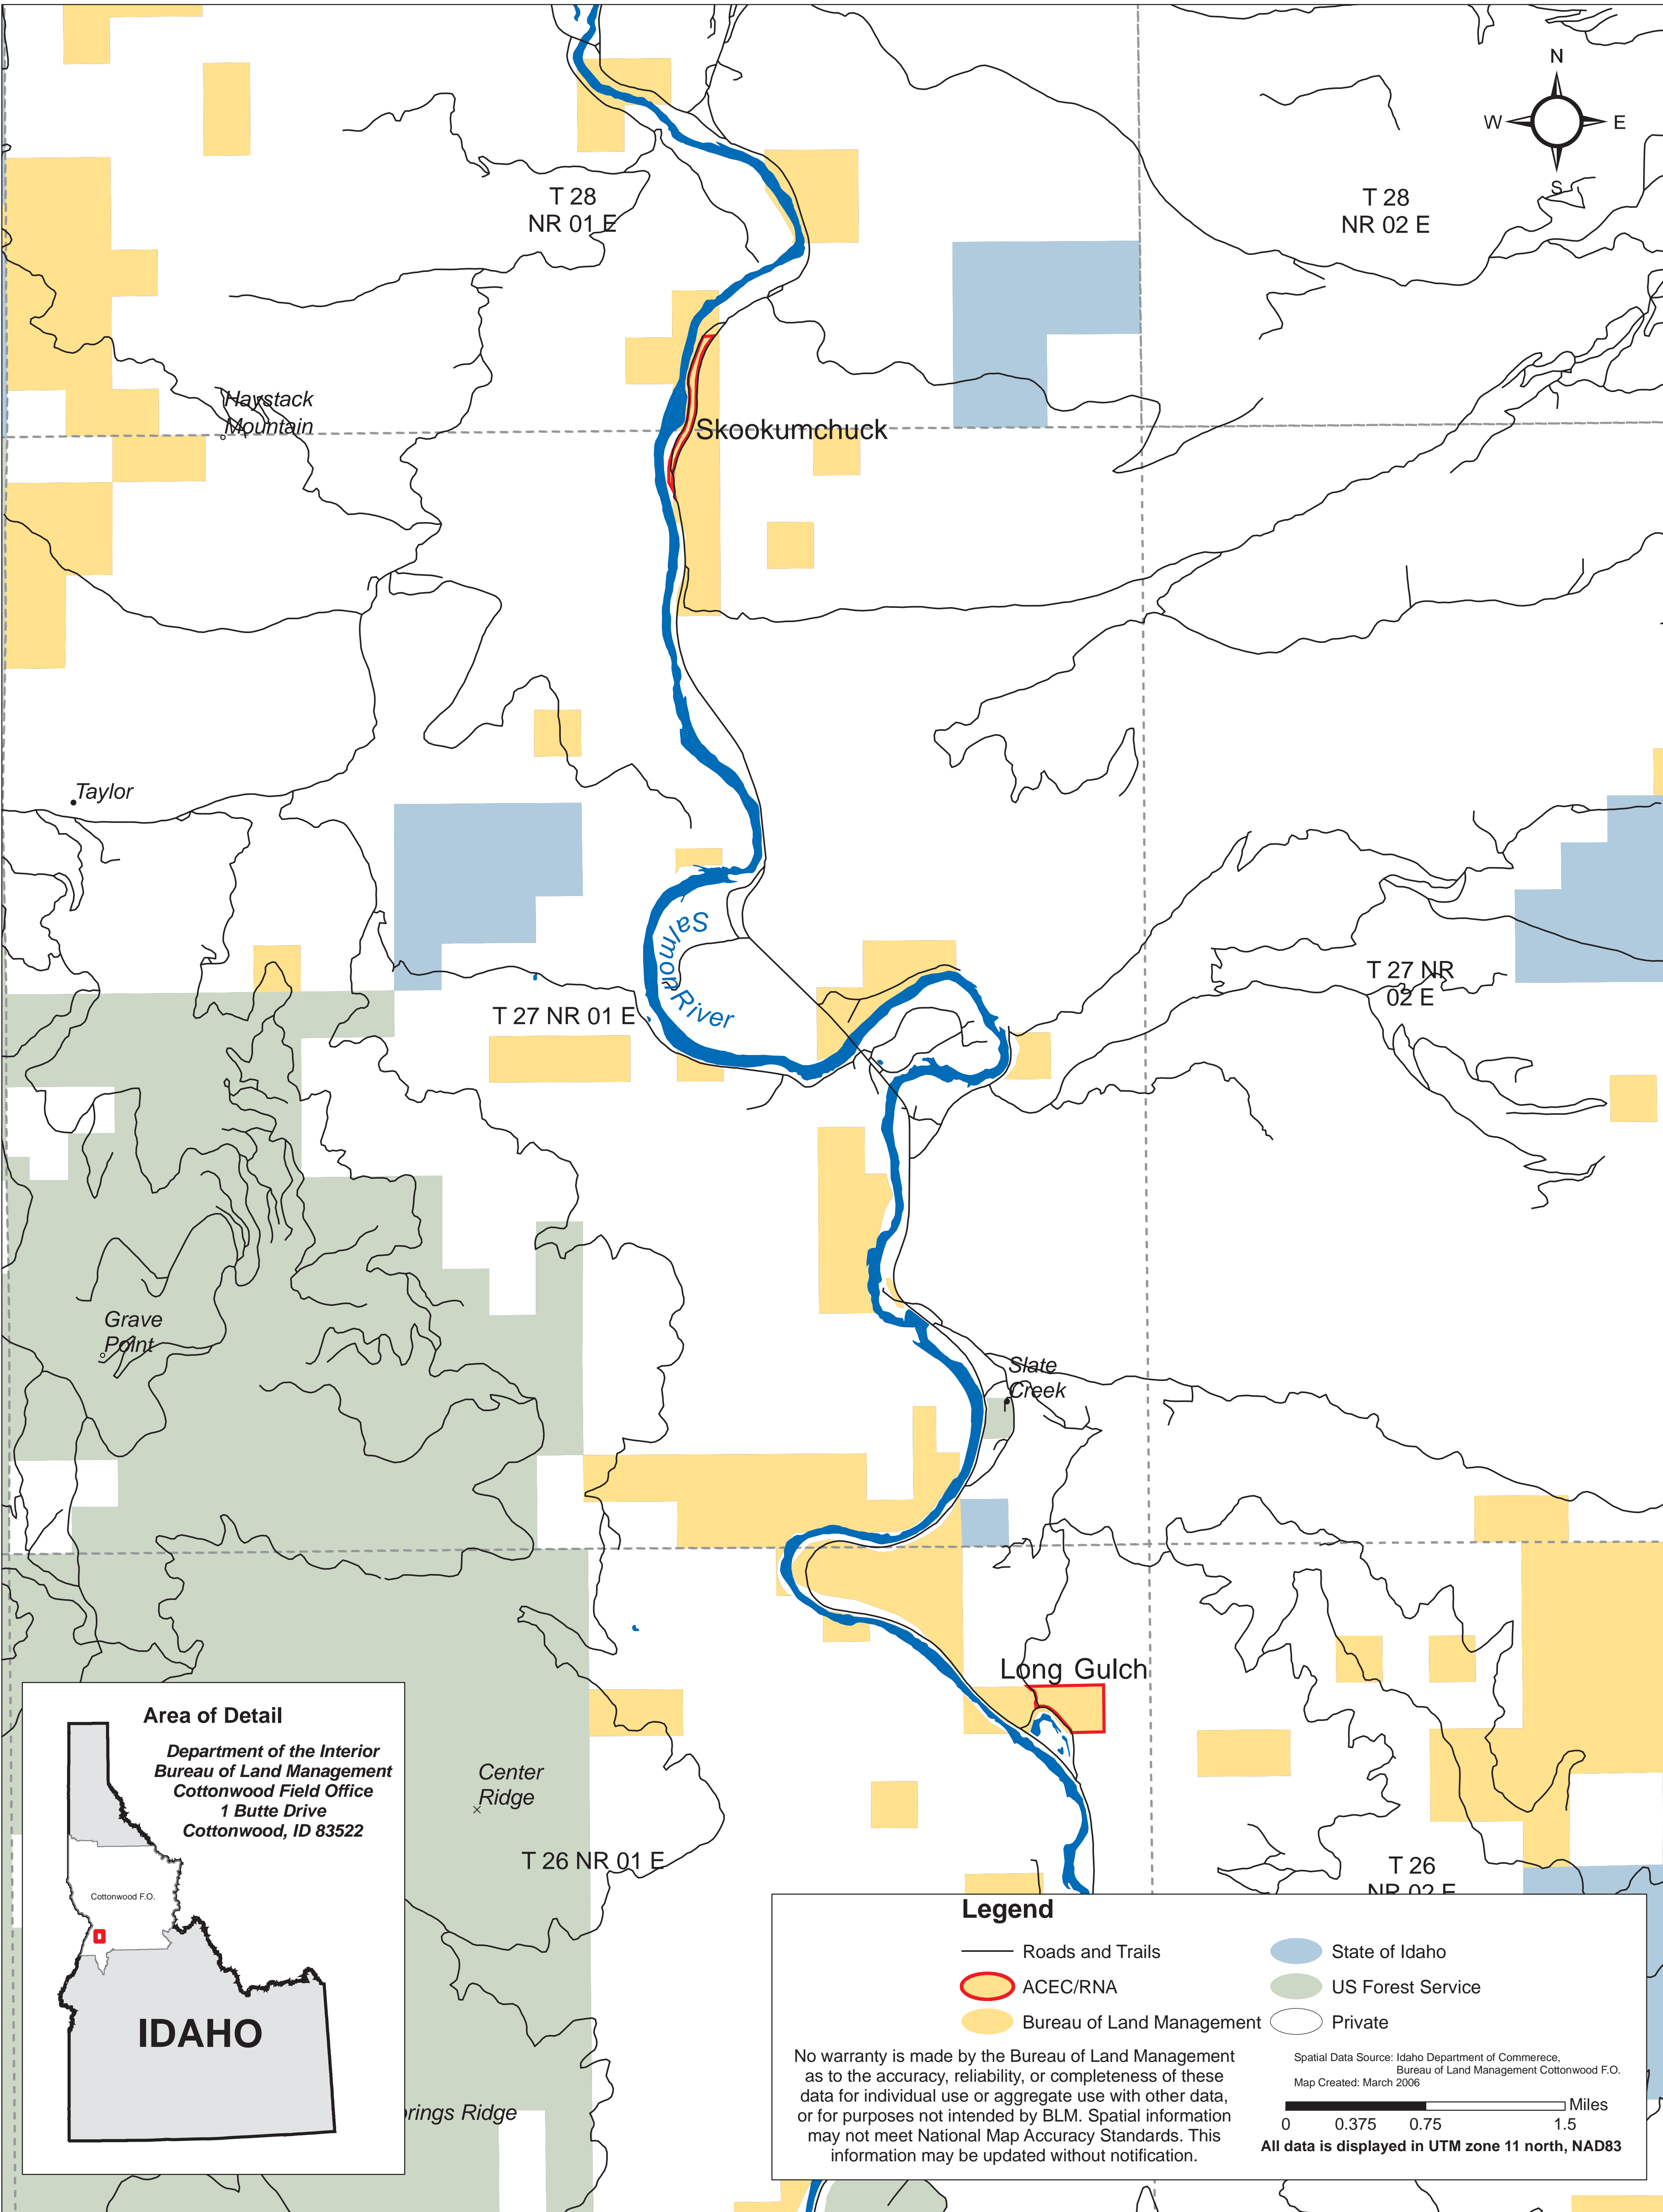 N
W
E
S
T 28
NR 01 E
T 28
NR 02 E
Haystack
Mountain
Skookumchuck
Taylor
Salmon River
T 27 NR 01 E
T 27 NR
02 E
Grave
Point
Slate
Creek
Long Gulch
Center
Ridge
T 26 NR 01 E
T 26
NR 02 E
prings Ridge
Area of Detail
Department of the Interior
Bureau of Land Management
Cottonwood Field Office
1 Butte Drive
Cottonwood, ID 83522
Cottonwood F.O.
IDAHO
Legend
Roads and Trails
ACEC/RNA
Bureau of Land Management
State of Idaho
US Forest Service
Private
No warranty is made by the Bureau of Land Management
as to the accuracy, reliability, or completeness of these
data for individual use or aggregate use with other data,
or for purposes not intended by BLM. Spatial information
may not meet National Map Accuracy Standards. This
information may be updated without notification.
Spatial Data Source: Idaho Department of Commerece,
Bureau of Land Management Cottonwood F.O.
Map Created: March 2006
Miles
0 0.375 0.75 1.5
All data is displayed in UTM zone 11 north, NAD83